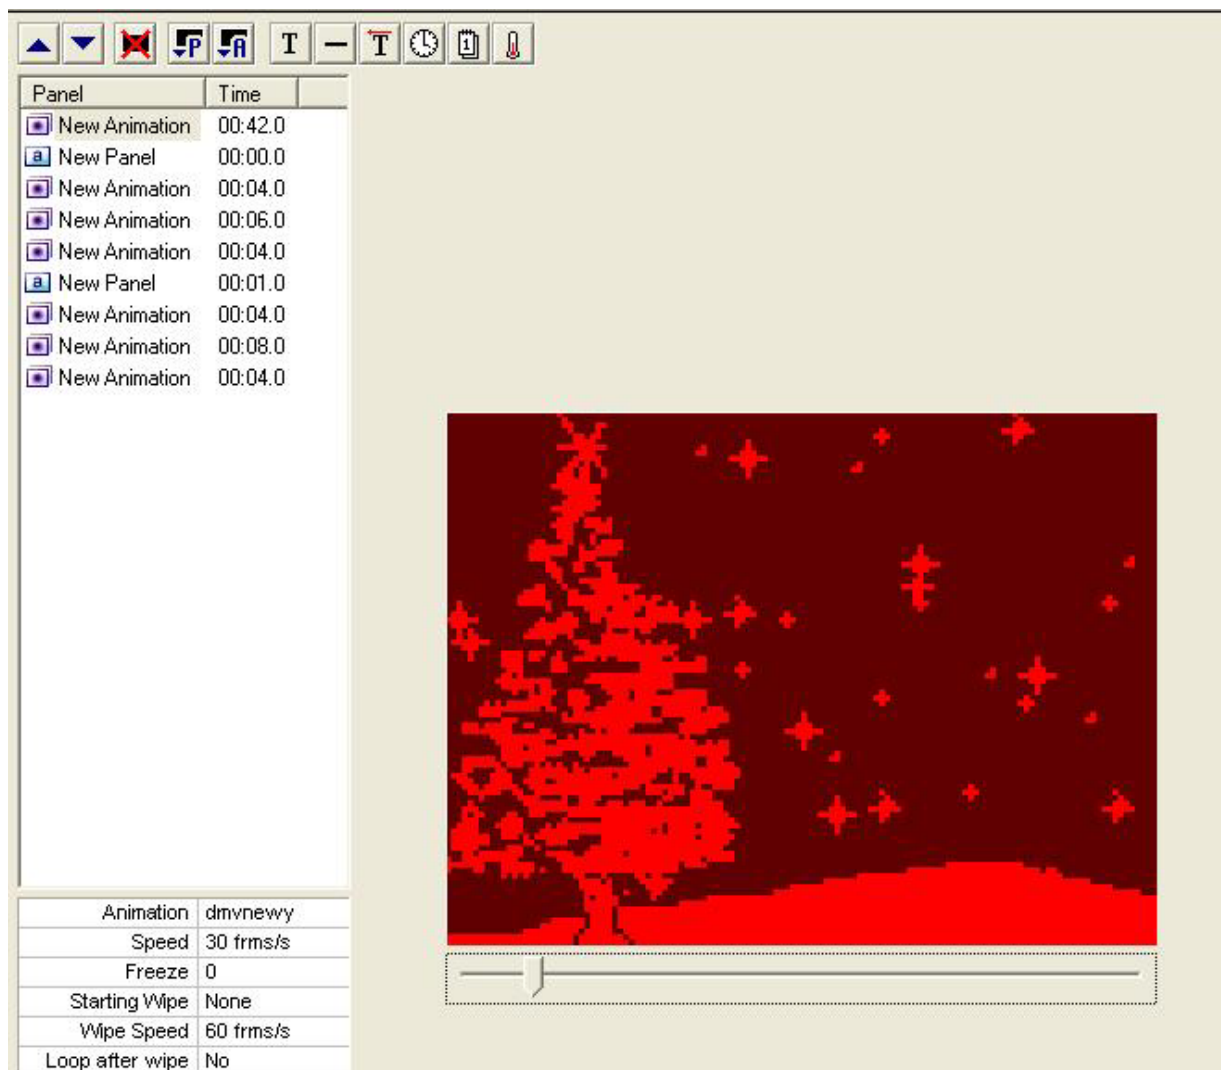 P A T T 1
Panel Time
New Animation 00:42.0
New Panel 00:00.0
New Animation 00:04.0
New Animation 00:06.0
New Animation 00:04.0
New Panel 00:01.0
New Animation 00:04.0
New Animation 00:08.0
New Animation 00:04.0
Animation dmvnewy
Speed 30 frms/s
Freeze 0
Starting Wipe None
Wipe Speed 60 frms/s
Loop after wipe No